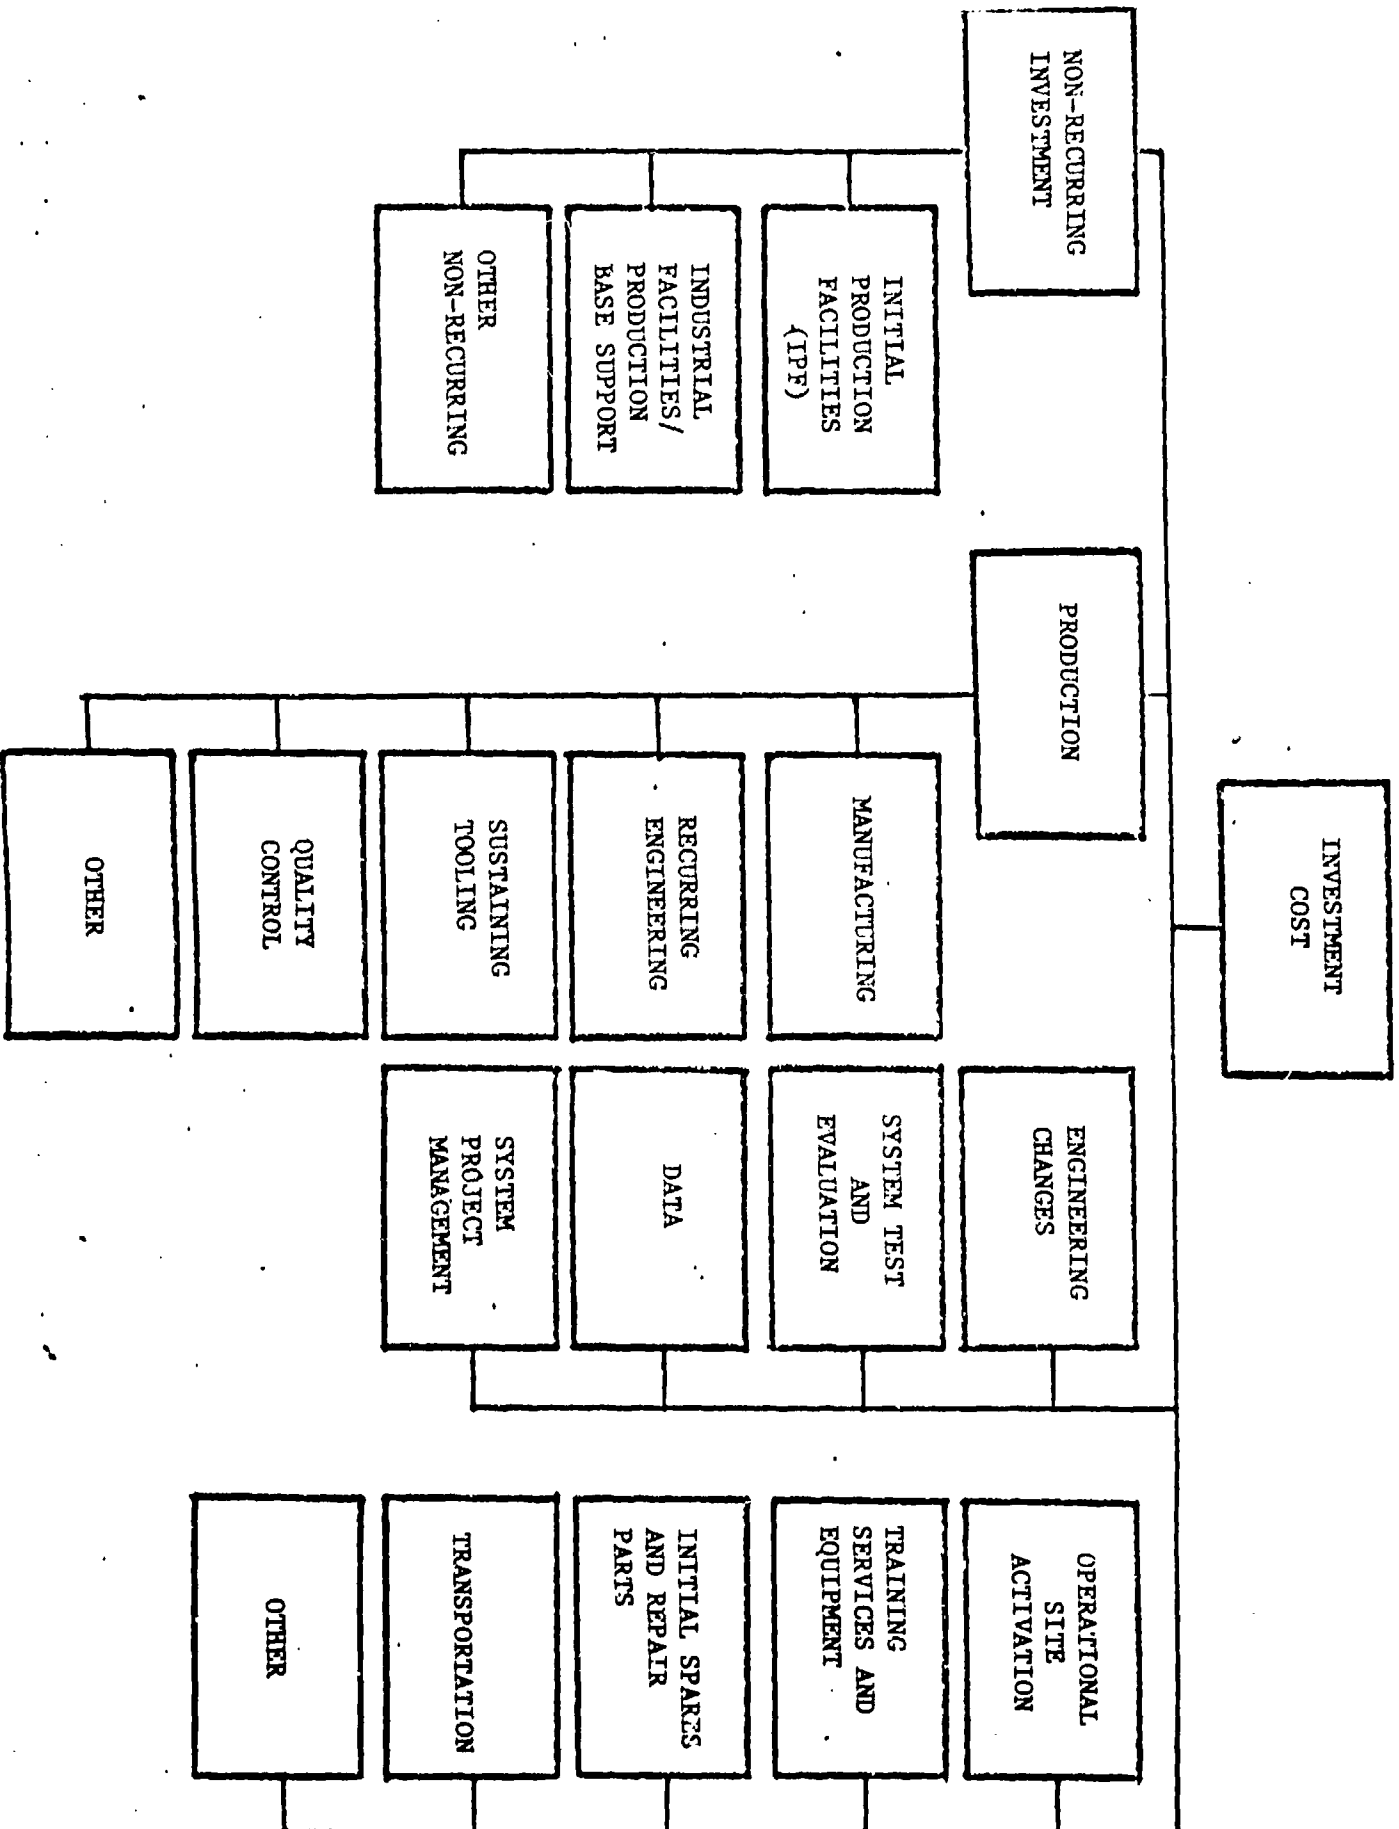 INVESTMENT
COST
NON-RECURRING
INVESTMENT
INITIAL
PRODUCTION
FACILITIES
(IPF)
INDUSTRIAL
FACILITIES/
PRODUCTION
BASE SUPPORT
OTHER
NON-RECURRING
PRODUCTION
MANUFACTURING
RECURRING
ENGINEERING
SUSTAINING
TOOLING
QUALITY
CONTROL
OTHER
ENGINEERING
CHANGES
SYSTEM TEST
AND
EVALUATION
DATA
SYSTEM
PROJECT
MANAGEMENT
OPERATIONAL
SITE
ACTIVATION
TRAINING
SERVICES AND
EQUIPMENT
INITIAL SPARES
AND REPAIR
PARTS
TRANSPORTATION
OTHER